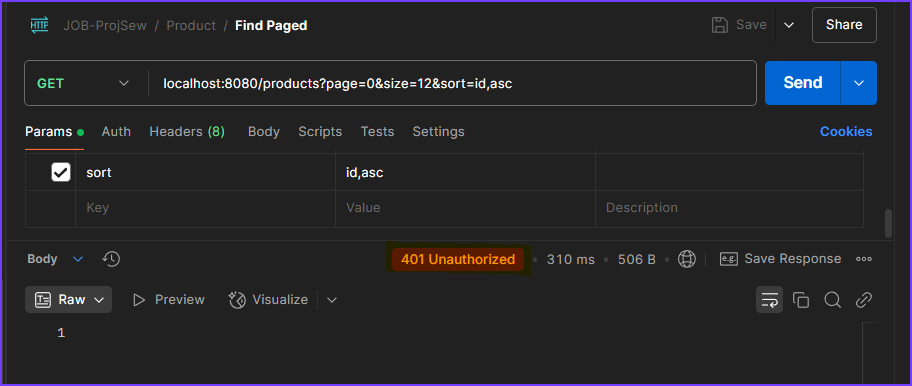 HTTP JOB-ProjSew / Product / Find Paged Save Share
GET localhost:8080/products?page=0&size=12&sort=id,asc Send
Params Auth Headers (8) Body Scripts Tests Settings Cookies
sort id,asc
Key Value Description
Body 401 Unauthorized 310 ms 506 B e.g. Save Response
Raw Preview Visualize
1